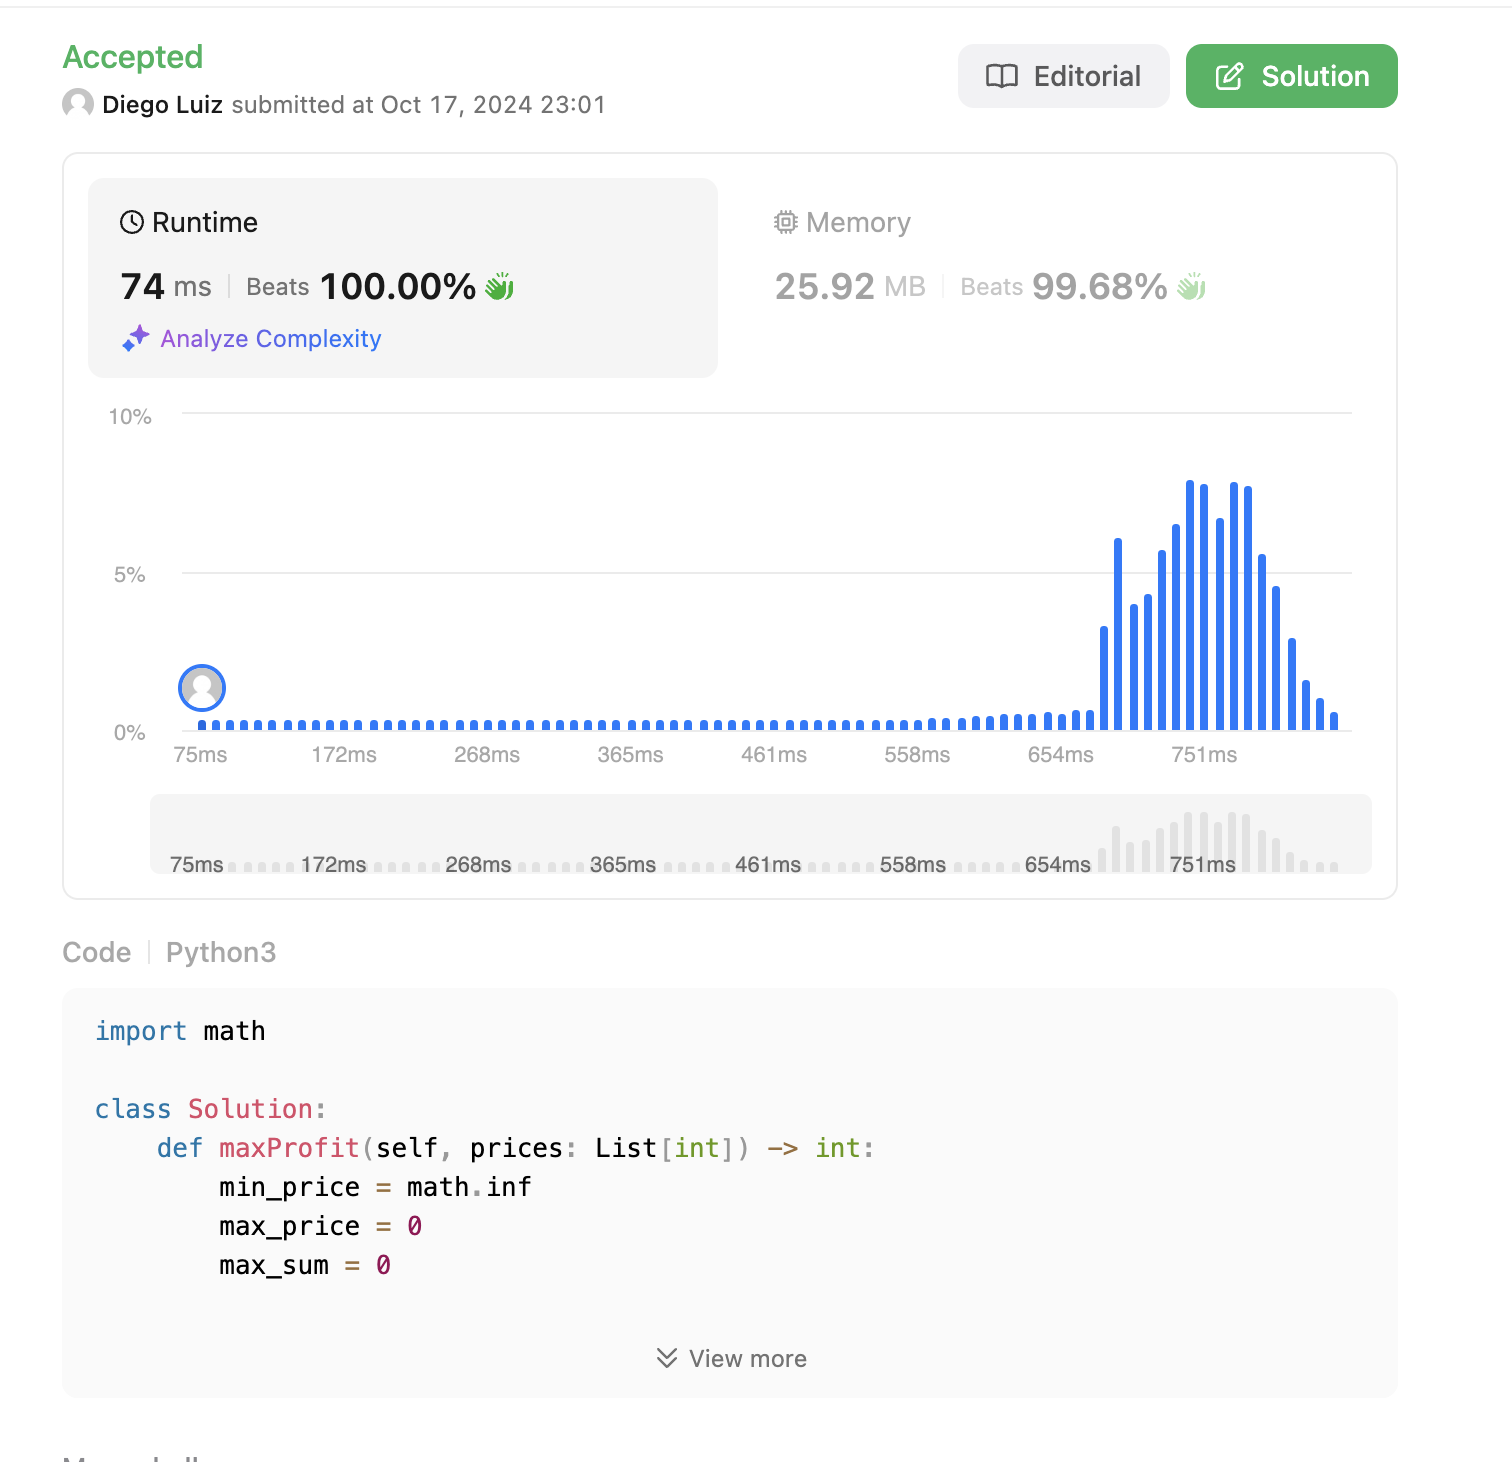 Accepted
Editorial
Solution
Diego Luiz submitted at Oct 17, 2024 23:01
Runtime
74 ms | Beats 100.00%
Analyze Complexity
Memory
25.92 MB | Beats 99.68%
10%
5%
0%
75ms 172ms 268ms 365ms 461ms 558ms 654ms 751ms
75ms 172ms 268ms 365ms 461ms 558ms 654ms 751ms
Code | Python3
import math
class Solution:
    def maxProfit(self, prices: List[int]) -> int:
        min_price = math.inf
        max_price = 0
        max_sum = 0
View more